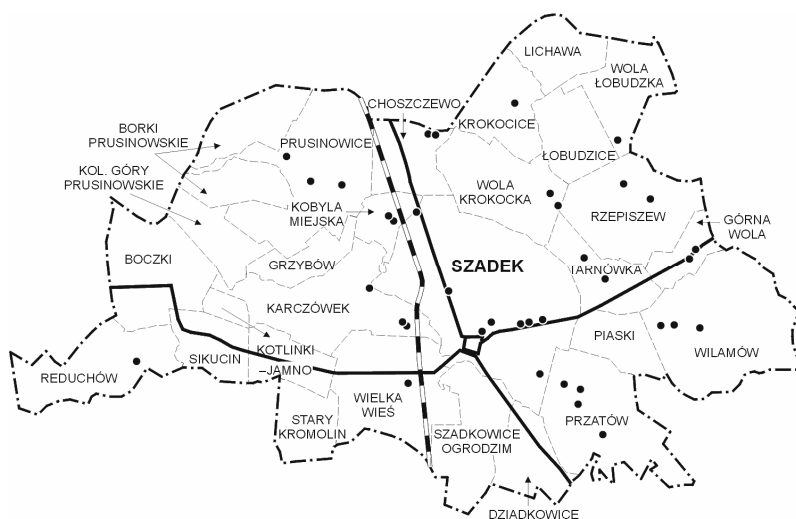 LICHAWA
WOLA
ŁOBUDZKA
CHOSZCZEWO
KROKOCICE
BORKI
PRUSINOWSKIE
PRUSINOWICE
ŁOBUDZICE
KOL. GÓRY
PRUSINOWSKIE
WOLA
KROKOCKA
KOBYLA
MIEJSKA
RZEPISZEW
GÓRNA
WOLA
BOCZKI
GRZYBÓW
SZADEK
TARNÓWKA
KARCZÓWEK
PIASKI
WILAMÓW
KOTLINKI
–JAMNO
SIKUCIN
REDUCHÓW
WIELKA
WIEŚ
STARY
KROMOLIN
PRZATÓW
SZADKOWICE
OGRODZIM
DZIADKOWICE